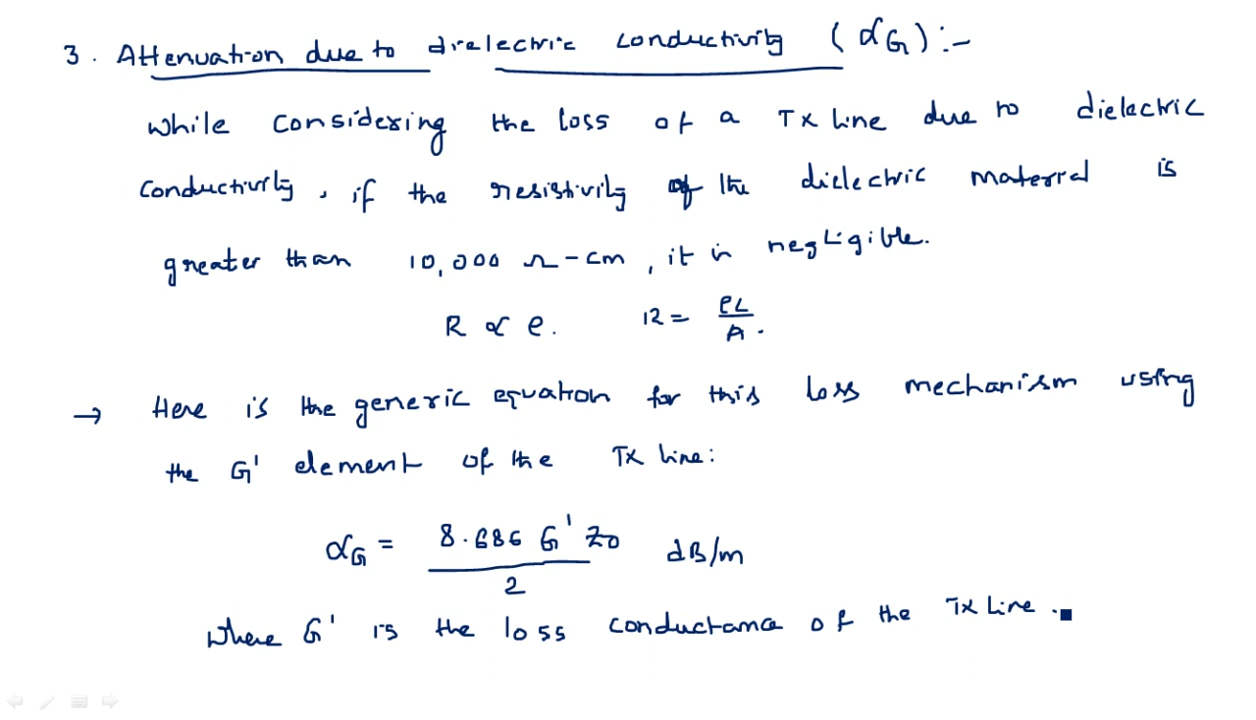 3. Attenuation due to dielectric conductivity (αG):-
while considering the loss of a Tx line due to dielectric
conductivity, if the resistivity of the dielectric material is
greater than 10,000 Ω-cm, it is negligible.
R ∝ ρ. R = ρL/A.
→ Here is the generic equation for this loss mechanism using
the G' element of the Tx line:
αG = 8.686 G' Z0 / 2 dB/m
where G' is the loss conductance of the Tx Line.